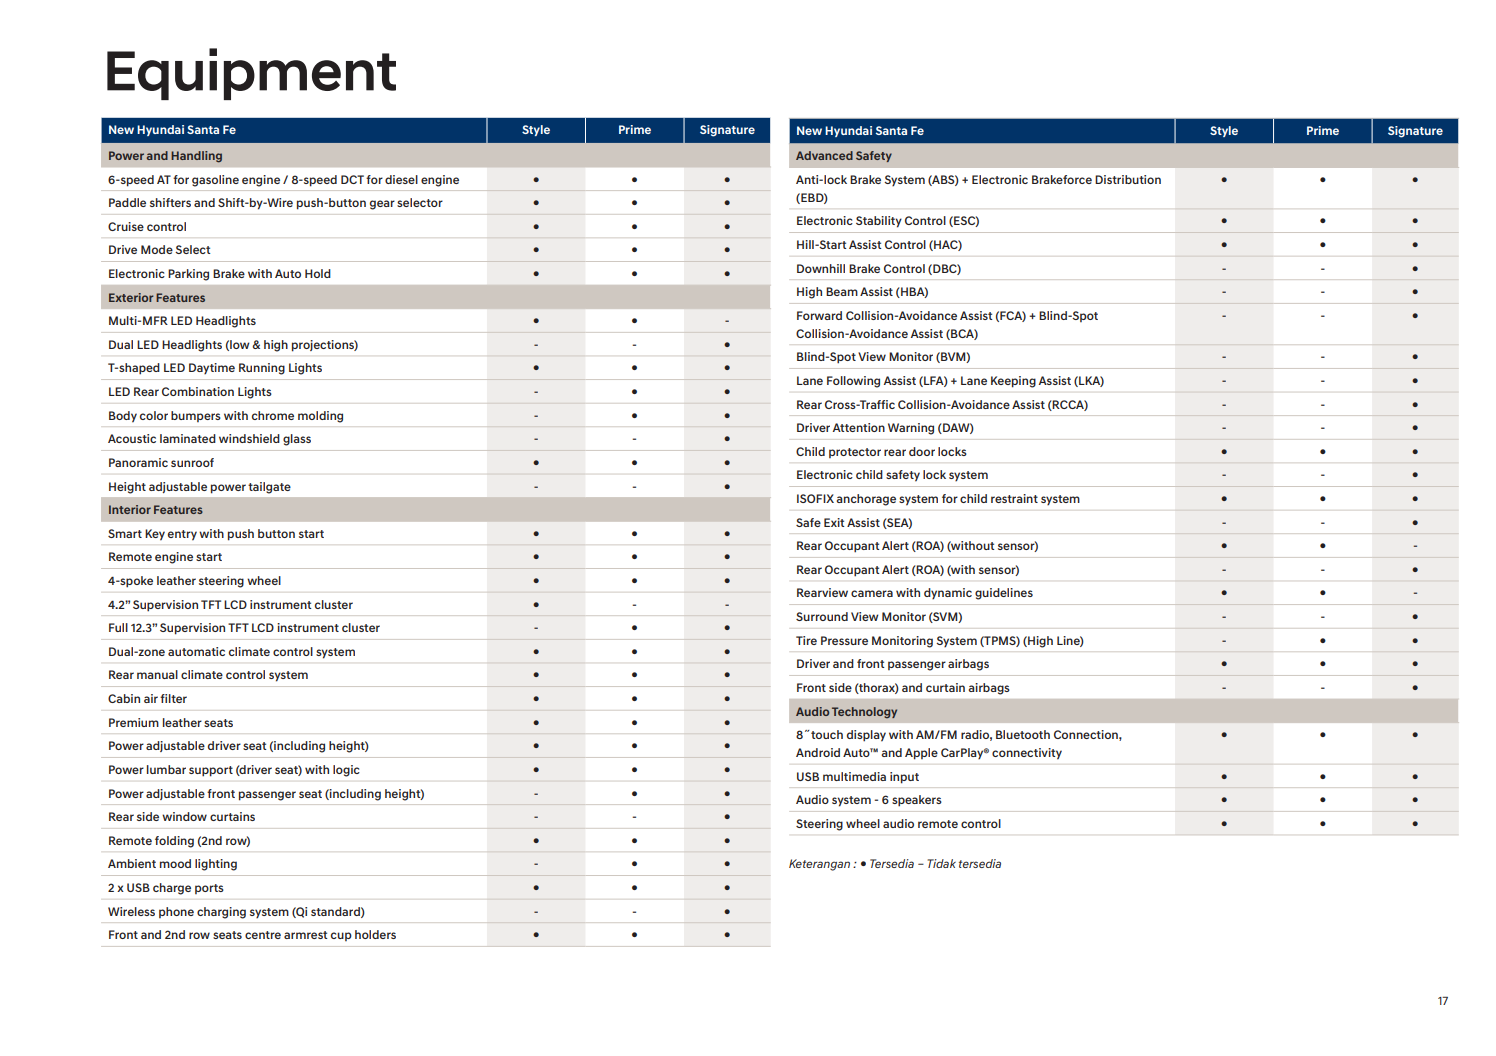 Equipment
New Hyundai Santa Fe Style Prime Signature
Power and Handling
6-speed AT for gasoline engine / 8-speed DCT for diesel engine • • •
Paddle shifters and Shift-by-Wire push-button gear selector • • •
Cruise control • • •
Drive Mode Select • • •
Electronic Parking Brake with Auto Hold • • •
Exterior Features
Multi-MFR LED Headlights • • -
Dual LED Headlights (low & high projections) - - •
T-shaped LED Daytime Running Lights • • •
LED Rear Combination Lights - • •
Body color bumpers with chrome molding - • •
Acoustic laminated windshield glass - - •
Panoramic sunroof • • •
Height adjustable power tailgate - - •
Interior Features
Smart Key entry with push button start • • •
Remote engine start • • •
4-spoke leather steering wheel • • •
4.2” Supervision TFT LCD instrument cluster • - -
Full 12.3” Supervision TFT LCD instrument cluster - • •
Dual-zone automatic climate control system • • •
Rear manual climate control system • • •
Cabin air filter • • •
Premium leather seats • • •
Power adjustable driver seat (including height) • • •
Power lumbar support (driver seat) with logic • • •
Power adjustable front passenger seat (including height) - • •
Rear side window curtains - - •
Remote folding (2nd row) • • •
Ambient mood lighting - • •
2 x USB charge ports • • •
Wireless phone charging system (Qi standard) - - •
Front and 2nd row seats centre armrest cup holders • • •
New Hyundai Santa Fe Style Prime Signature
Advanced Safety
Anti-lock Brake System (ABS) + Electronic Brakeforce Distribution • • •
(EBD)
Electronic Stability Control (ESC) • • •
Hill-Start Assist Control (HAC) • • •
Downhill Brake Control (DBC) - - •
High Beam Assist (HBA) - - •
Forward Collision-Avoidance Assist (FCA) + Blind-Spot - - •
Collision-Avoidance Assist (BCA)
Blind-Spot View Monitor (BVM) - - •
Lane Following Assist (LFA) + Lane Keeping Assist (LKA) - - •
Rear Cross-Traffic Collision-Avoidance Assist (RCCA) - - •
Driver Attention Warning (DAW) - - •
Child protector rear door locks • • •
Electronic child safety lock system - - •
ISOFIX anchorage system for child restraint system • • •
Safe Exit Assist (SEA) - - •
Rear Occupant Alert (ROA) (without sensor) • • -
Rear Occupant Alert (ROA) (with sensor) - - •
Rearview camera with dynamic guidelines • • -
Surround View Monitor (SVM) - - •
Tire Pressure Monitoring System (TPMS) (High Line) - • •
Driver and front passenger airbags • • •
Front side (thorax) and curtain airbags - - •
Audio Technology
8˝ touch display with AM/FM radio, Bluetooth Connection, • • •
Android Auto™ and Apple CarPlay® connectivity
USB multimedia input • • •
Audio system - 6 speakers • • •
Steering wheel audio remote control • • •
Keterangan : • Tersedia – Tidak tersedia
17